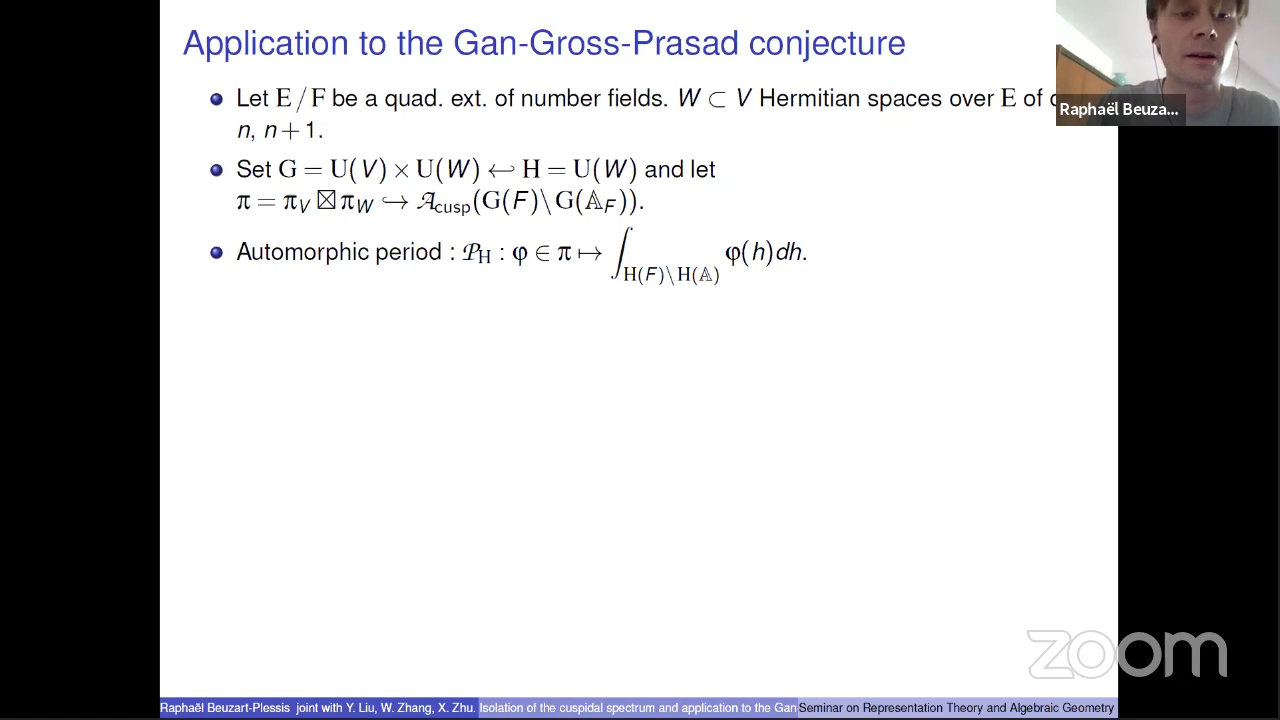 Application to the Gan-Gross-Prasad conjecture
Let E/F be a quad. ext. of number fields. W ⊂ V Hermitian spaces over E of
n, n+1.
Set G = U(V) × U(W) ↩ H = U(W) and let
π = π_V ⊠ π_W ↪ 𝒜_cusp(G(F)\G(𝔸_F)).
Automorphic period : 𝒫_H : φ ∈ π ↦ ∫_{H(F)\H(𝔸)} φ(h)dh.
Raphaël Beuza...
zoom
Raphaël Beuzart-Plessis joint with Y. Liu, W. Zhang, X. Zhu. Isolation of the cuspidal spectrum and application to the Gan Seminar on Representation Theory and Algebraic Geometry